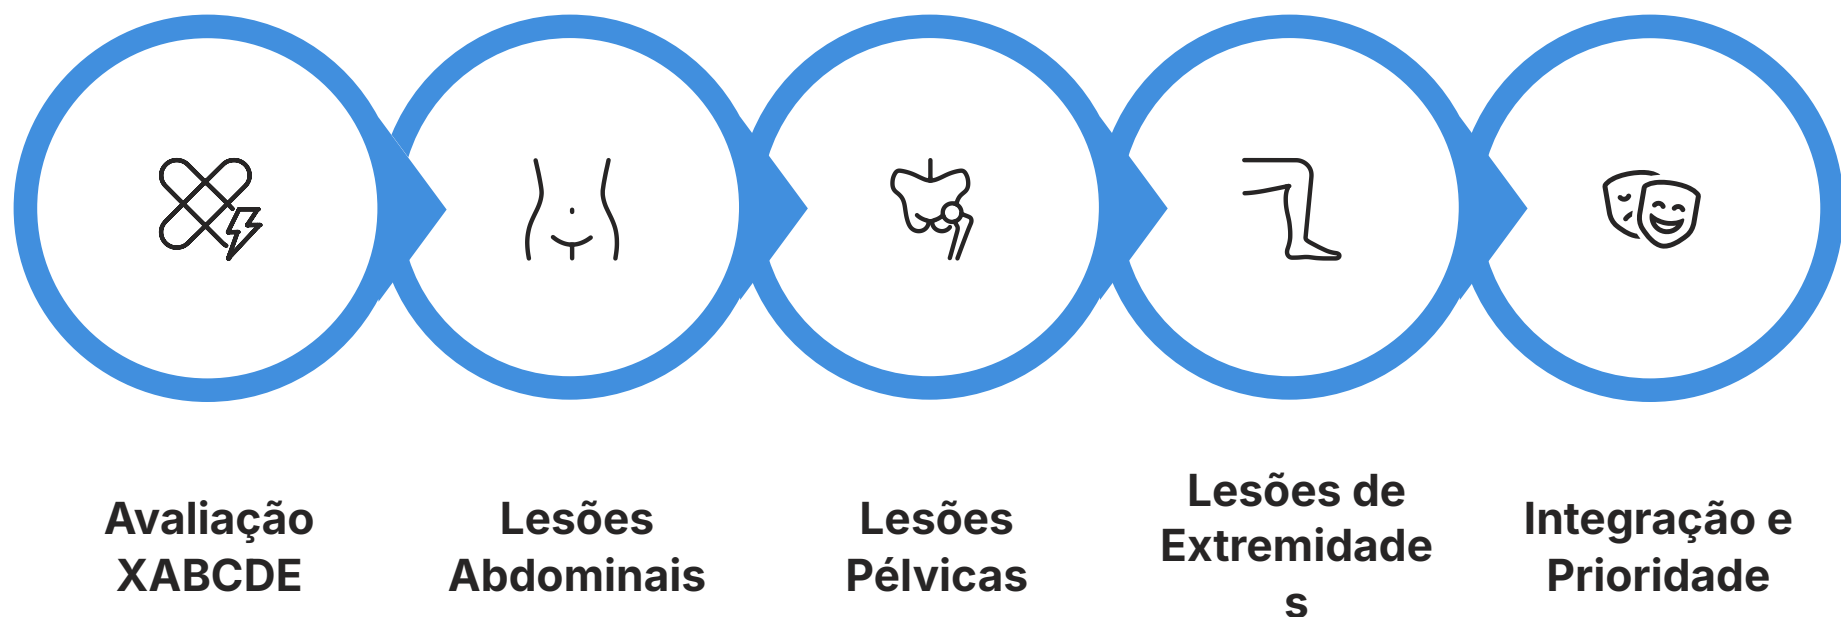 Avaliação
XABCDE
Lesões
Abdominais
Lesões
Pélvicas
Lesões de
Extremidade
s
Integração e
Prioridade